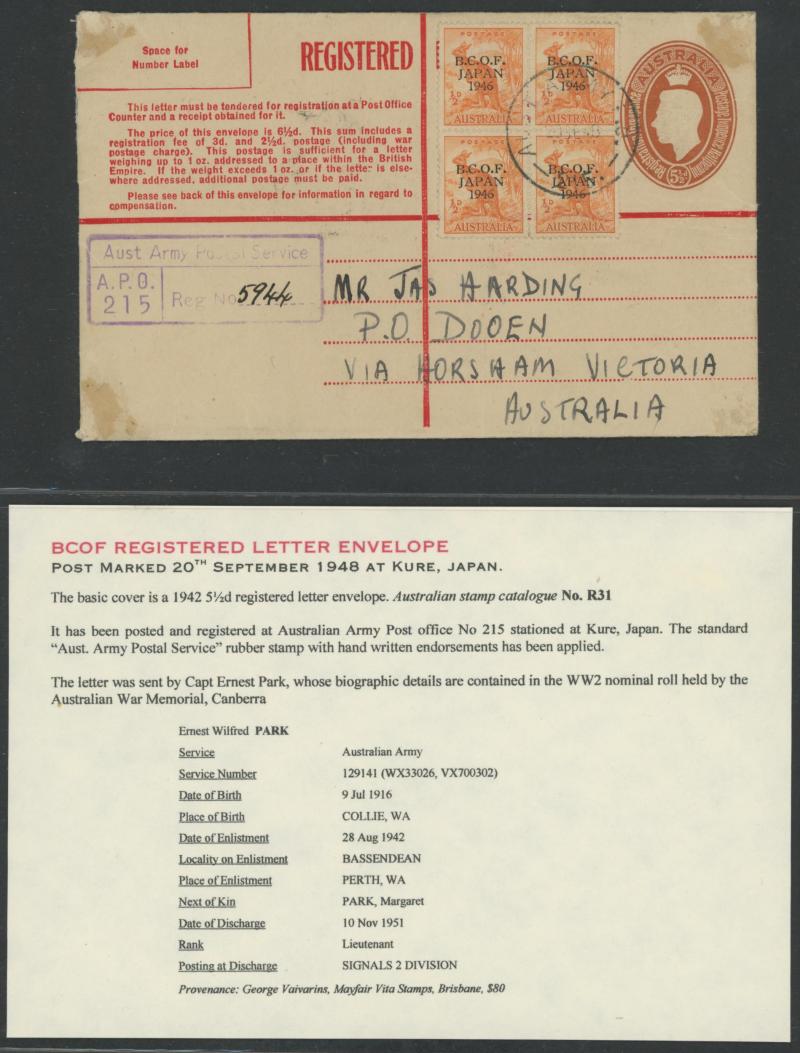 Space for
Number Label
REGISTERED
This letter must be tendered for registration at a Post Office
Counter and a receipt obtained for it.
The price of this envelope is 6½d. This sum includes a
registration fee of 3d. and 2½d. postage (including war
postage charge). This postage is sufficient for a letter
weighing up to 1 oz. addressed to a place within the British
Empire. If the weight exceeds 1 oz. or if the letter is else-
where addressed, additional postage must be paid.
Please see back of this envelope for information in regard to
compensation.
POSTAGE
B.C.O.F.
JAPAN
1946
½d
AUSTRALIA
POSTAGE
B.C.O.F.
JAPAN
1946
½d
AUSTRALIA
POSTAGE
B.C.O.F.
JAPAN
1946
½d
AUSTRALIA
POSTAGE
B.C.O.F.
JAPAN
1946
½d
AUSTRALIA
AUSTRALIA
5½d
Aust Army Postal Service
A.P.O.
215
Reg No 5944
MR JAS HARDING
P.O. DOOEN
VIA HORSHAM VICTORIA
AUSTRALIA
BCOF REGISTERED LETTER ENVELOPE
POST MARKED 20TH SEPTEMBER 1948 AT KURE, JAPAN.
The basic cover is a 1942 5½d registered letter envelope. Australian stamp catalogue No. R31
It has been posted and registered at Australian Army Post office No 215 stationed at Kure, Japan. The standard
"Aust. Army Postal Service" rubber stamp with hand written endorsements has been applied.
The letter was sent by Capt Ernest Park, whose biographic details are contained in the WW2 nominal roll held by the
Australian War Memorial, Canberra
Ernest Wilfred PARK
Service Australian Army
Service Number 129141 (WX33026, VX700302)
Date of Birth 9 Jul 1916
Place of Birth COLLIE, WA
Date of Enlistment 28 Aug 1942
Locality on Enlistment BASSENDEAN
Place of Enlistment PERTH, WA
Next of Kin PARK, Margaret
Date of Discharge 10 Nov 1951
Rank Lieutenant
Posting at Discharge SIGNALS 2 DIVISION
Provenance: George Vaivarins, Mayfair Vita Stamps, Brisbane, $80